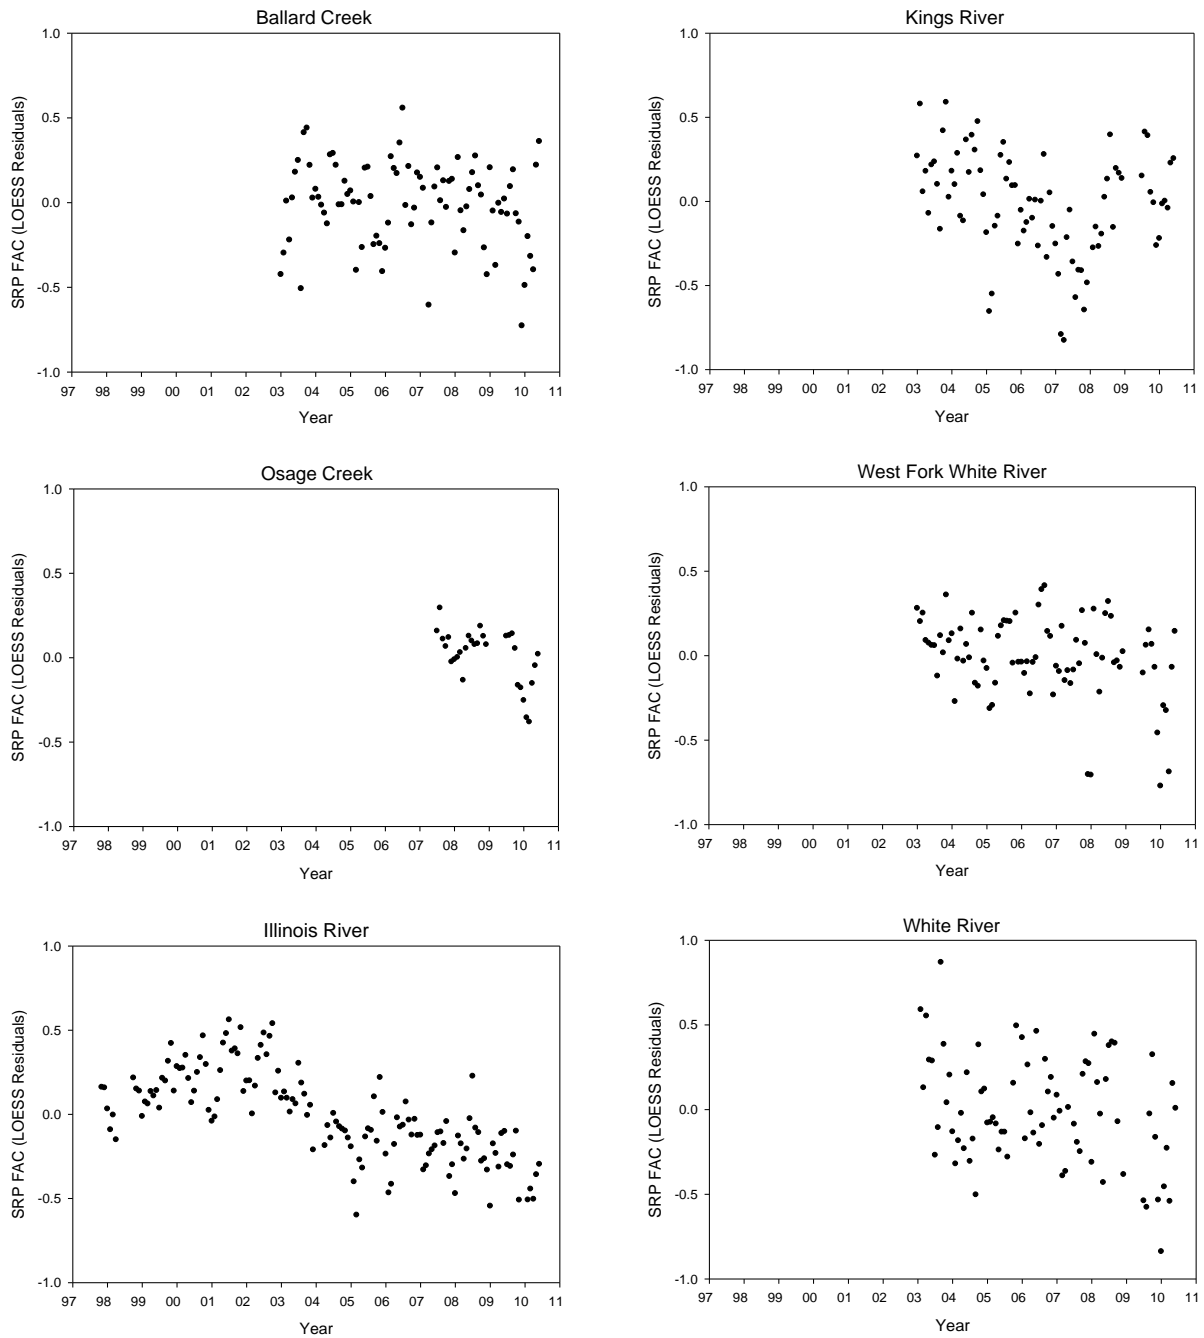 Ballard Creek
SRP FAC (LOESS Residuals)
1.0
0.5
0.0
-0.5
-1.0
97 98 99 00 01 02 03 04 05 06 07 08 09 10 11
Year
Kings River
SRP FAC (LOESS Residuals)
1.0
0.5
0.0
-0.5
-1.0
97 98 99 00 01 02 03 04 05 06 07 08 09 10 11
Year
Osage Creek
SRP FAC (LOESS Residuals)
1.0
0.5
0.0
-0.5
-1.0
97 98 99 00 01 02 03 04 05 06 07 08 09 10 11
Year
West Fork White River
SRP FAC (LOESS Residuals)
1.0
0.5
0.0
-0.5
-1.0
97 98 99 00 01 02 03 04 05 06 07 08 09 10 11
Year
Illinois River
SRP FAC (LOESS Residuals)
1.0
0.5
0.0
-0.5
-1.0
97 98 99 00 01 02 03 04 05 06 07 08 09 10 11
Year
White River
SRP FAC (LOESS Residuals)
1.0
0.5
0.0
-0.5
-1.0
97 98 99 00 01 02 03 04 05 06 07 08 09 10 11
Year